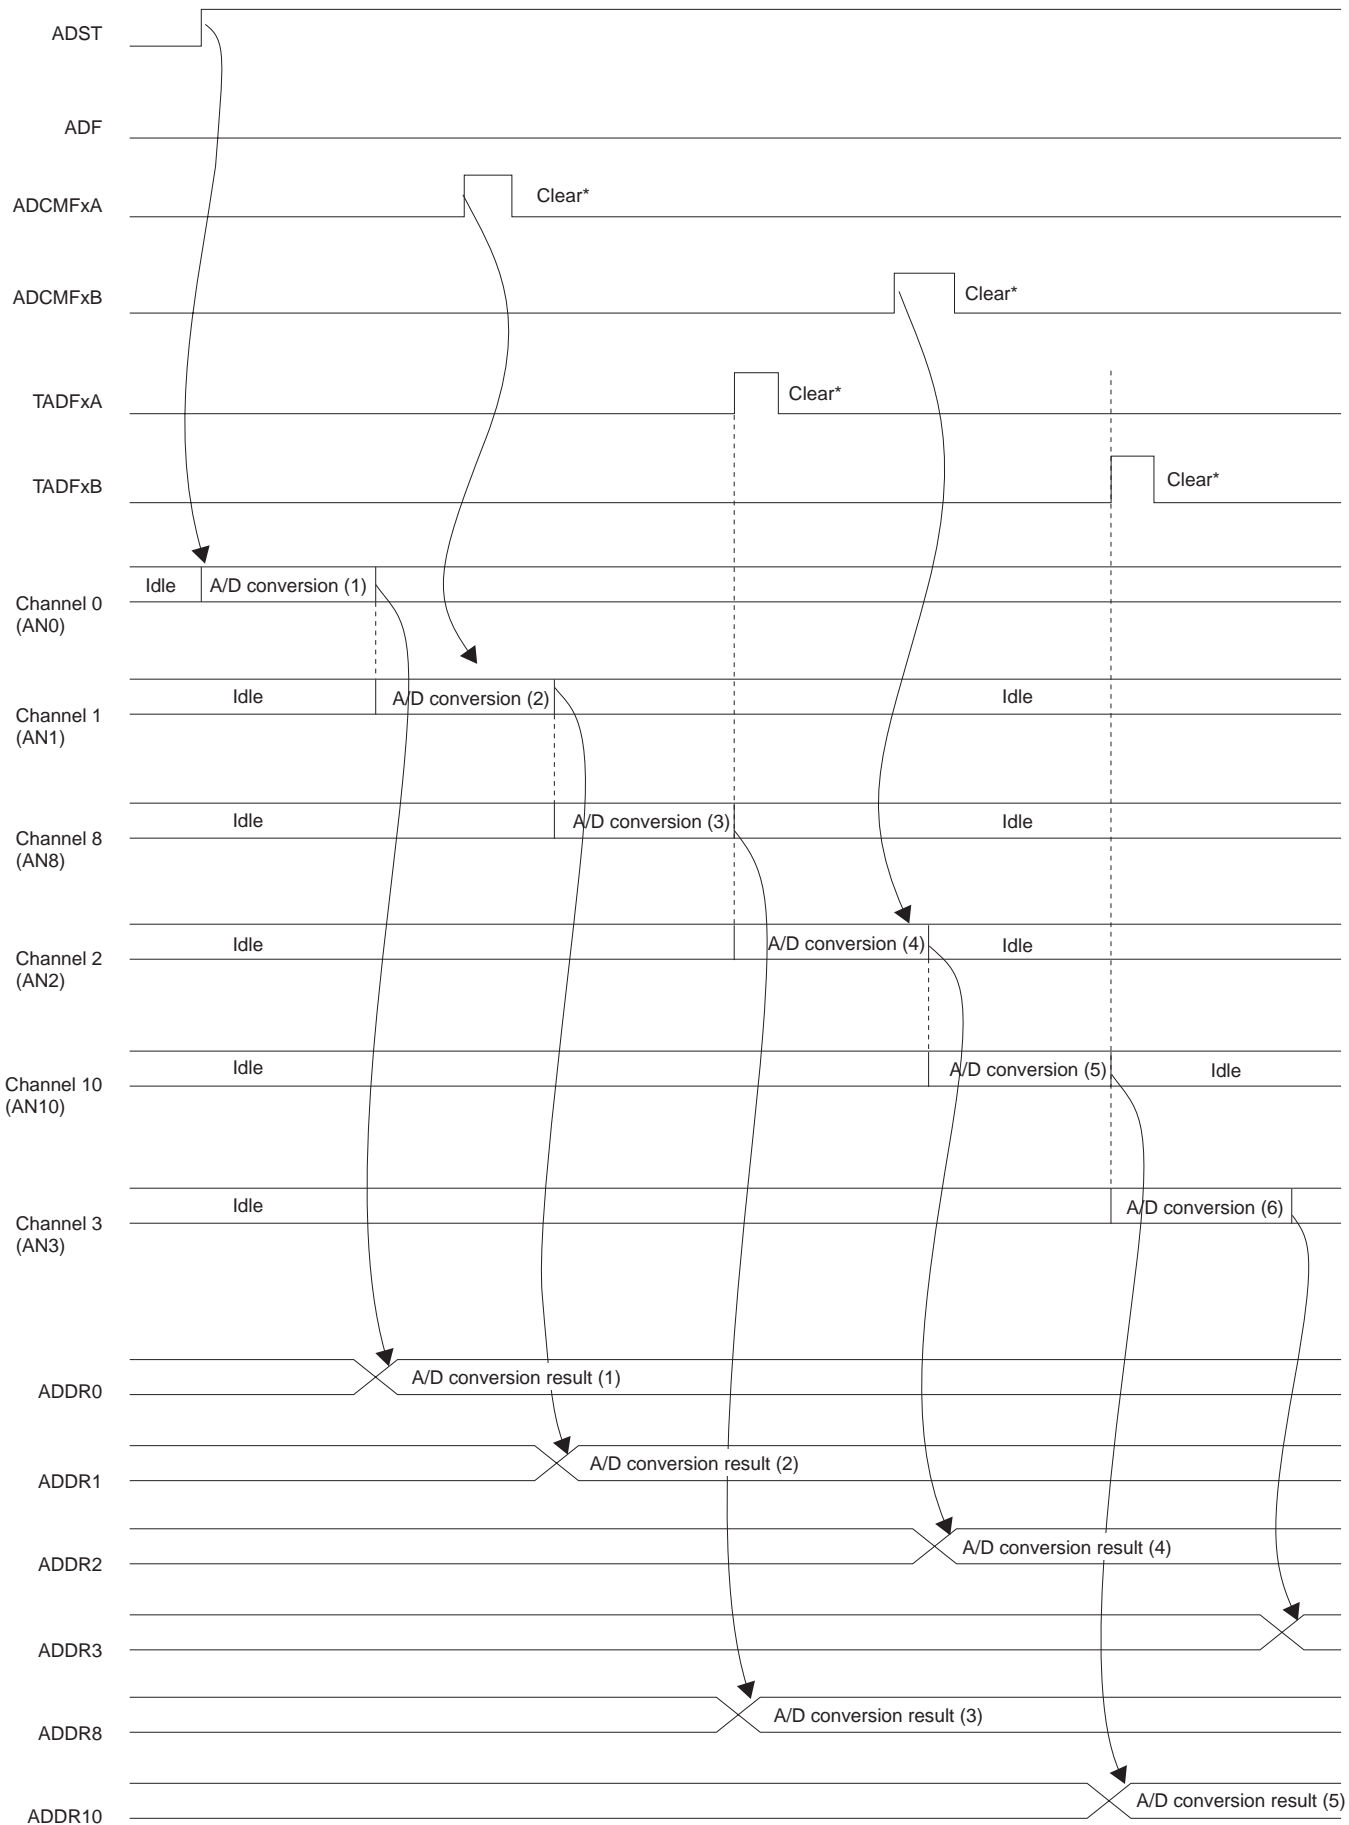 ADST
ADF
ADCMFxA
Clear*
ADCMFxB
Clear*
TADFxA
Clear*
TADFxB
Clear*
Idle
A/D conversion (1)
Channel 0
(AN0)
Idle
A/D conversion (2)
Idle
Channel 1
(AN1)
Idle
A/D conversion (3)
Idle
Channel 8
(AN8)
Idle
A/D conversion (4)
Idle
Channel 2
(AN2)
Idle
A/D conversion (5)
Idle
Channel 10
(AN10)
Idle
A/D conversion (6)
Channel 3
(AN3)
A/D conversion result (1)
ADDR0
A/D conversion result (2)
ADDR1
A/D conversion result (4)
ADDR2
ADDR3
A/D conversion result (3)
ADDR8
A/D conversion result (5)
ADDR10